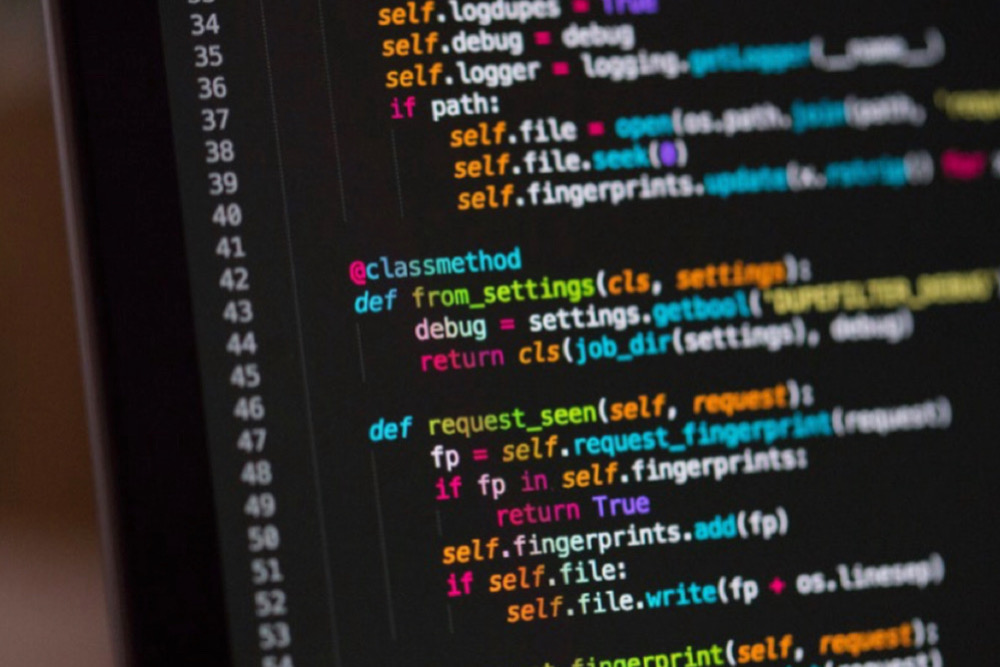 34 self.logdupes = True
35 self.debug = debug
36 self.logger = logging.getLogger(__name__)
37 if path:
38 self.file = open(os.path.join(path,
39 self.file.seek(0)
40 self.fingerprints.update(x.rstrip() for
41
42 @classmethod
43 def from_settings(cls, settings):
44 debug = settings.getbool('DUPEFILTER_DEBUG'
45 return cls(job_dir(settings), debug)
46
47 def request_seen(self, request):
48 fp = self.request_fingerprint(request)
49 if fp in self.fingerprints:
50 return True
51 self.fingerprints.add(fp)
52 if self.file:
53 self.file.write(fp + os.linesep)
54
fingerprint(self, request):